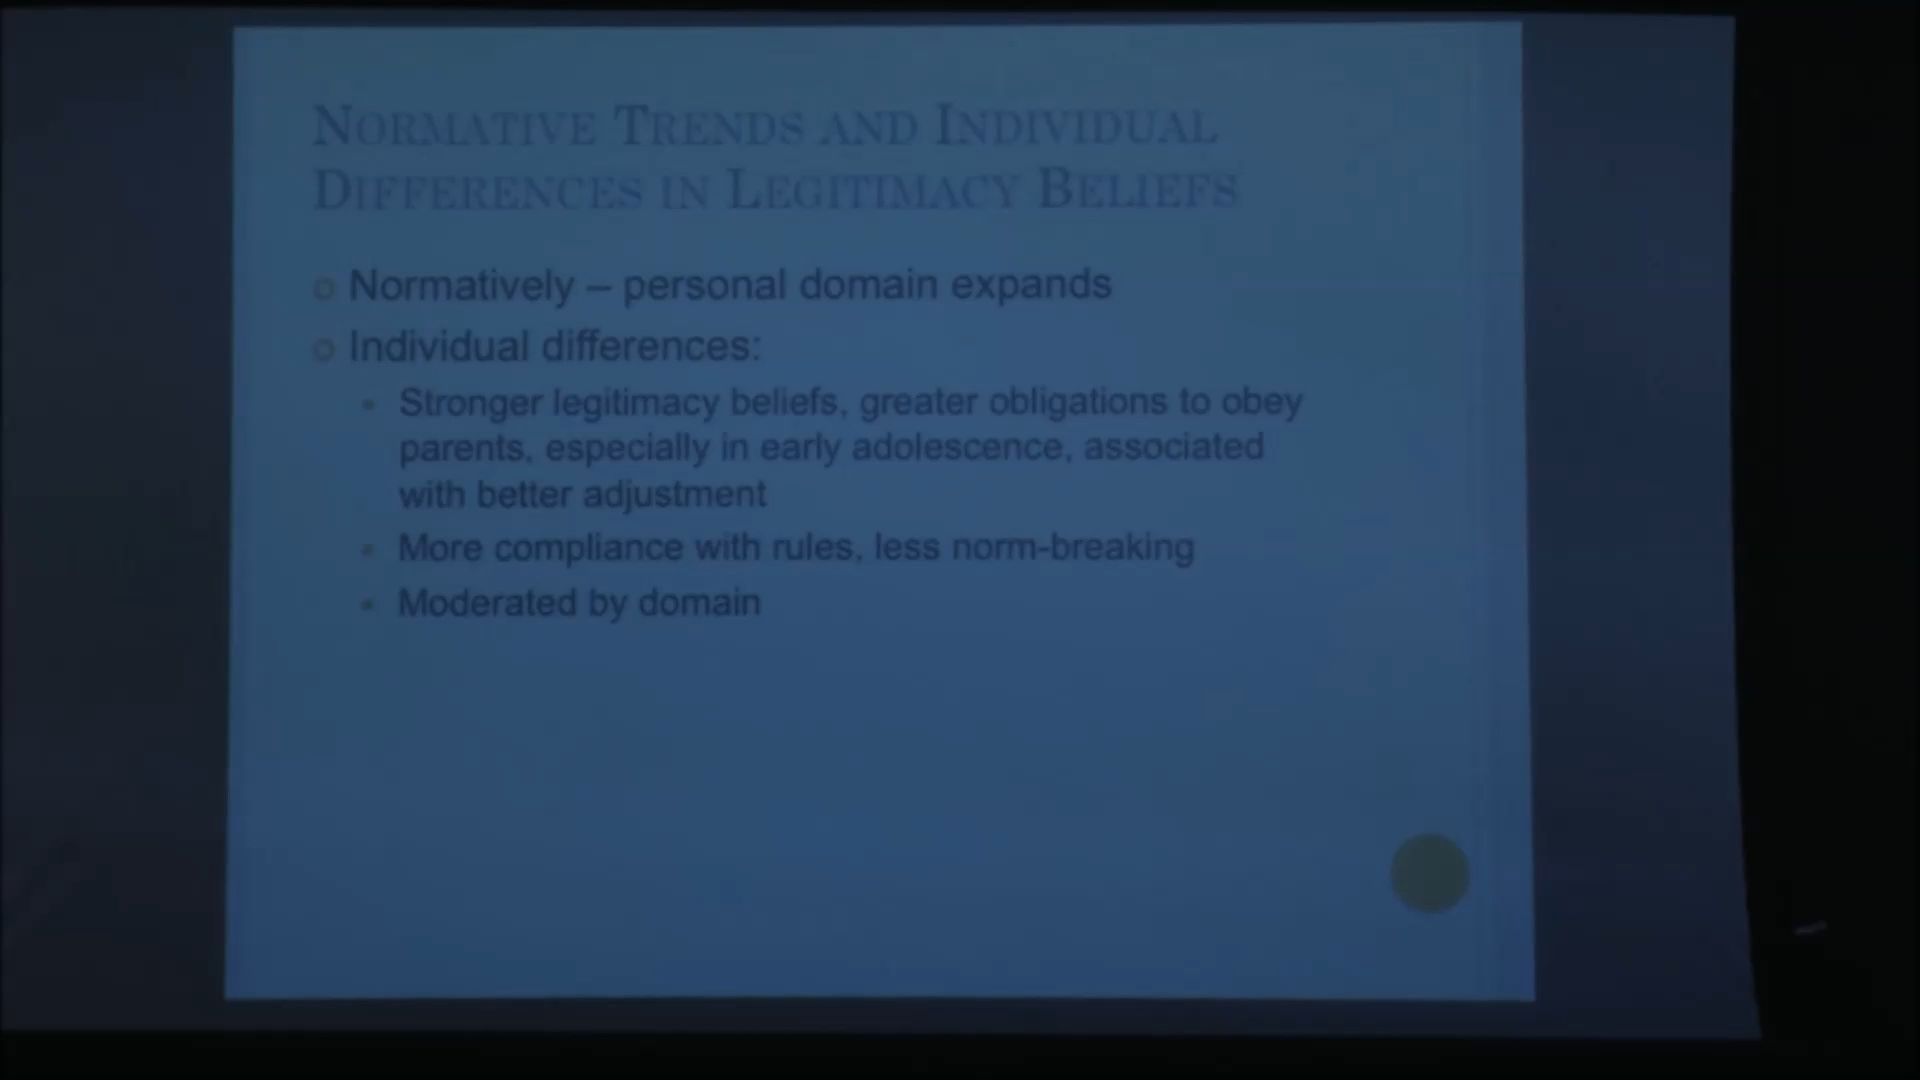 NORMATIVE TRENDS AND INDIVIDUAL
DIFFERENCES IN LEGITIMACY BELIEFS
Normatively – personal domain expands
Individual differences:
Stronger legitimacy beliefs, greater obligations to obey
parents, especially in early adolescence, associated
with better adjustment
More compliance with rules, less norm-breaking
Moderated by domain